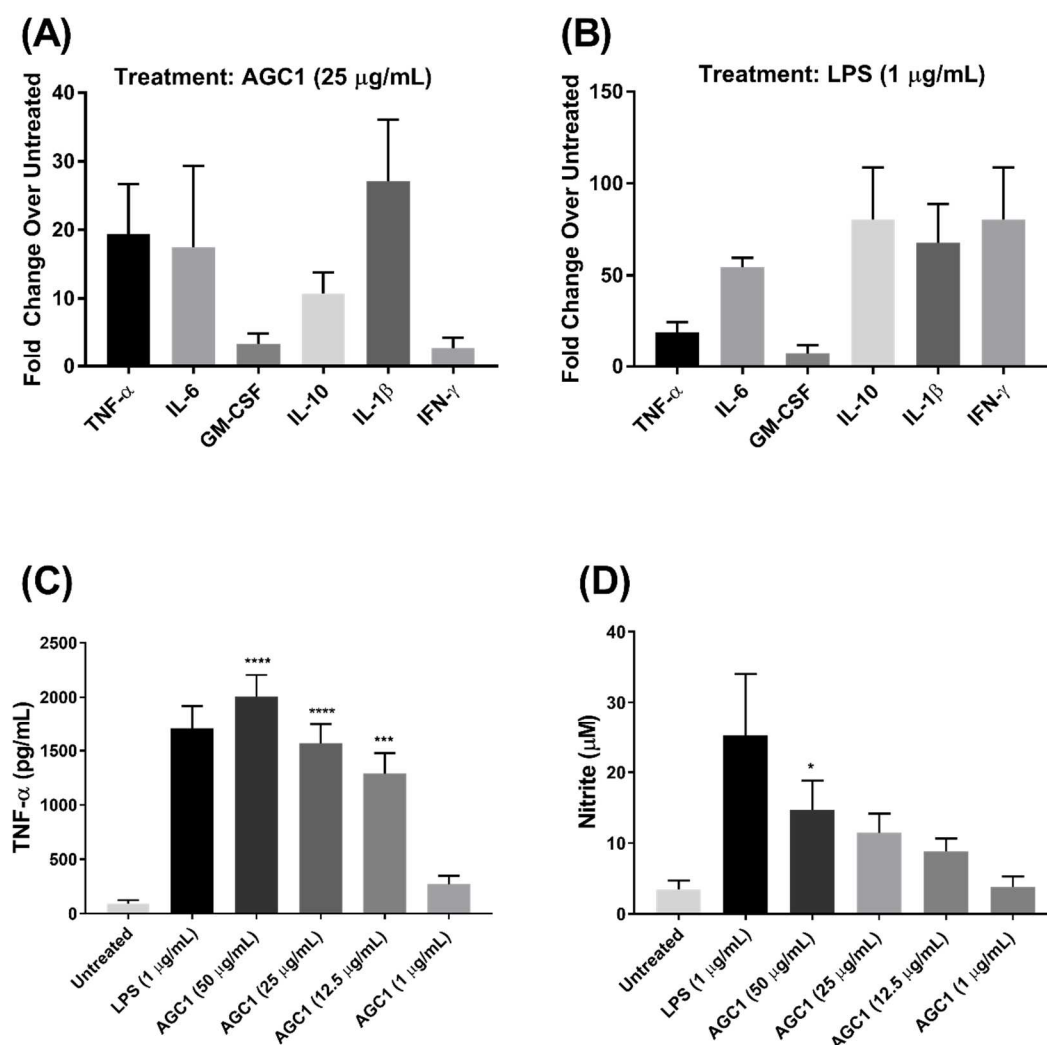 (A)
Treatment: AGC1 (25 μg/mL)
Fold Change Over Untreated
40
30
20
10
0
TNF-α
IL-6
GM-CSF
IL-10
IL-1β
IFN-γ
(B)
Treatment: LPS (1 μg/mL)
Fold Change Over Untreated
150
100
50
0
TNF-α
IL-6
GM-CSF
IL-10
IL-1β
IFN-γ
(C)
TNF-α (pg/mL)
2500
2000
1500
1000
500
0
****
****
***
Untreated
LPS (1 μg/mL)
AGC1 (50 μg/mL)
AGC1 (25 μg/mL)
AGC1 (12.5 μg/mL)
AGC1 (1 μg/mL)
(D)
Nitrite (μM)
40
30
20
10
0
*
Untreated
LPS (1 μg/mL)
AGC1 (50 μg/mL)
AGC1 (25 μg/mL)
AGC1 (12.5 μg/mL)
AGC1 (1 μg/mL)